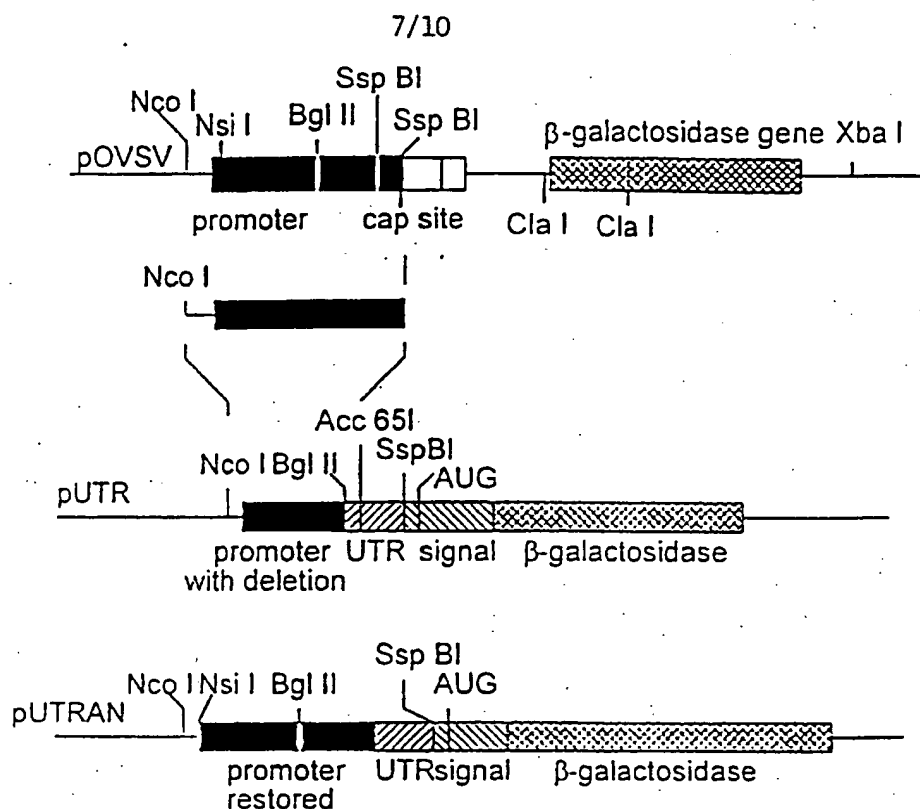 7/10
Ssp BI
Nco I
Nsi I
Bgl II
Ssp BI
β-galactosidase gene Xba I
pOVSV
promoter
cap site
Cla I
Cla I
Nco I
Acc 65I
SspBI
Nco I Bgl II
AUG
pUTR
promoter UTR signal β-galactosidase
with deletion
Ssp BI
Nco I Nsi I Bgl II
AUG
pUTRAN
promoter UTRsignal β-galactosidase
restored